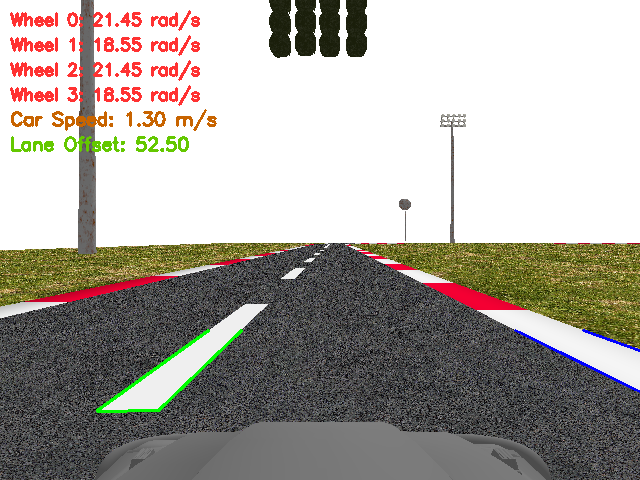 Wheel 0: 21.45 rad/s
Wheel 1: 18.55 rad/s
Wheel 2: 21.45 rad/s
Wheel 3: 18.55 rad/s
Car Speed: 1.30 m/s
Lane Offset: 52.50